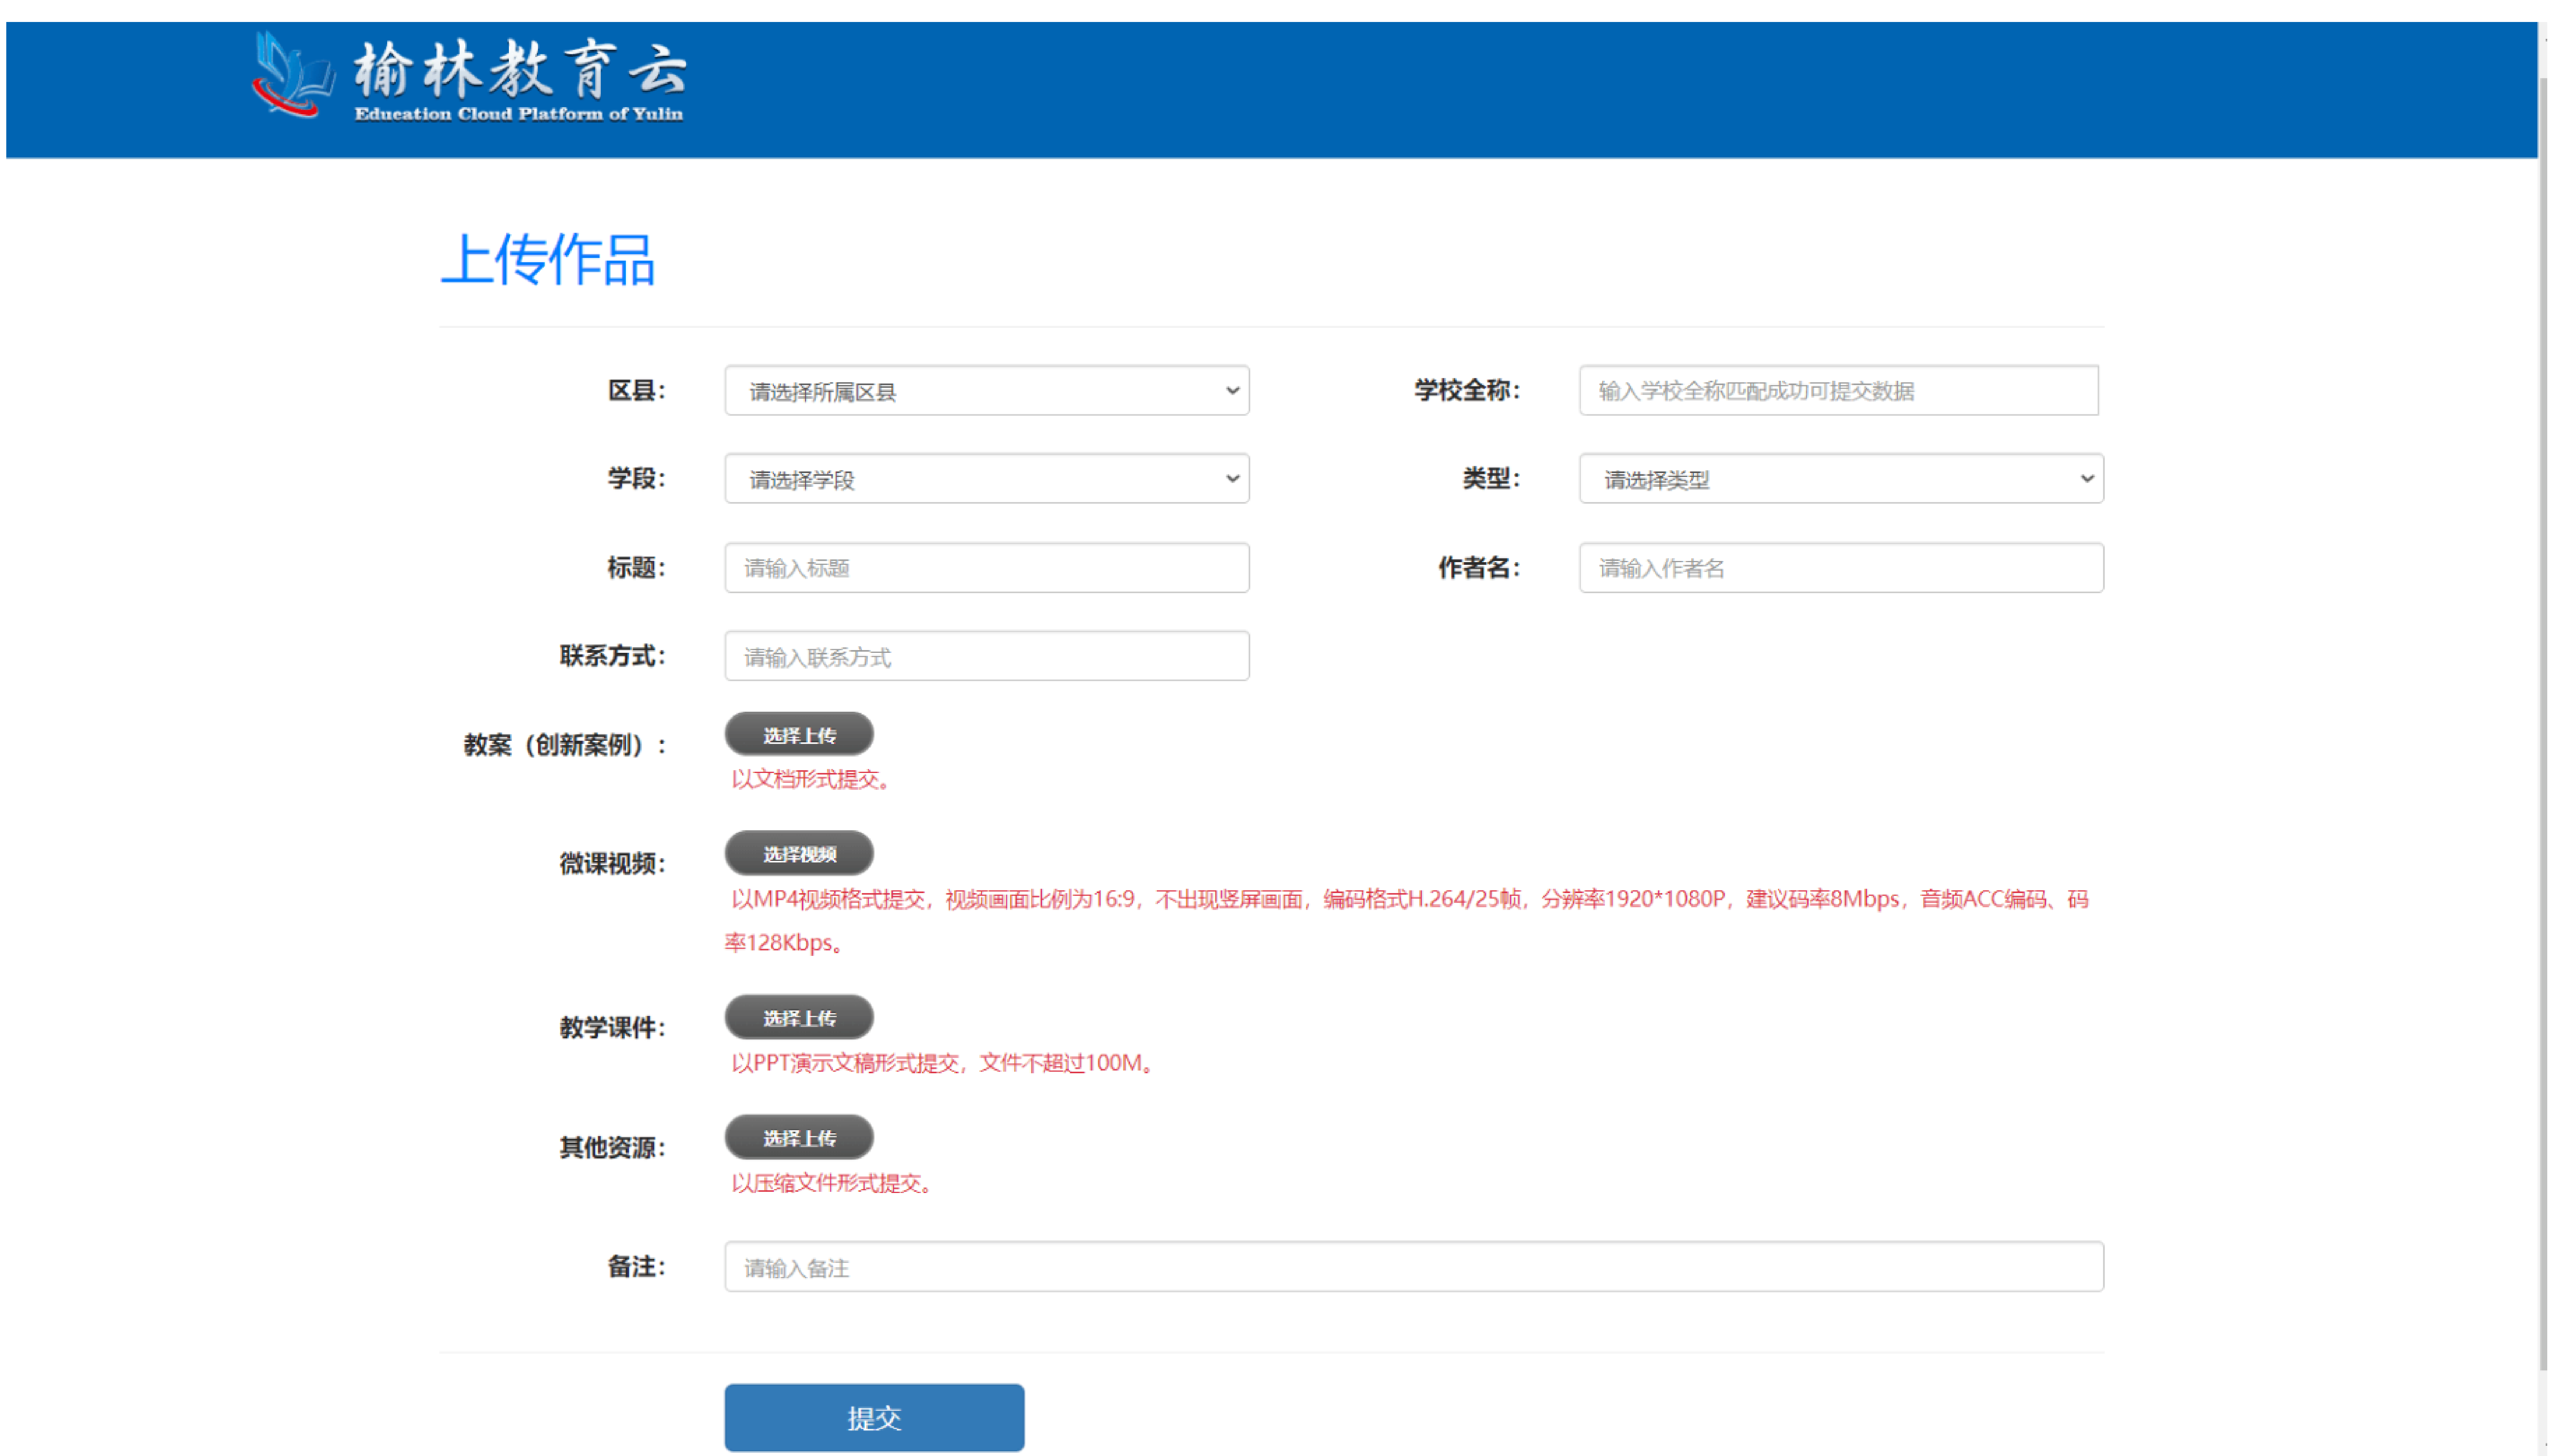 榆林教育云
Education Cloud Platform of Yulin
上传作品
区县：
请选择所属区县
学校全称：
输入学校全称匹配成功可提交数据
学段：
请选择学段
类型：
请选择类型
标题：
请输入标题
作者名：
请输入作者名
联系方式：
请输入联系方式
教案（创新案例）：
选择上传
以文档形式提交。
微课视频：
选择视频
以MP4视频格式提交，视频画面比例为16:9，不出现竖屏画面，编码格式H.264/25帧，分辨率1920*1080P，建议码率8Mbps，音频ACC编码、码
率128Kbps。
教学课件：
选择上传
以PPT演示文稿形式提交，文件不超过100M。
其他资源：
选择上传
以压缩文件形式提交。
备注：
请输入备注
提交